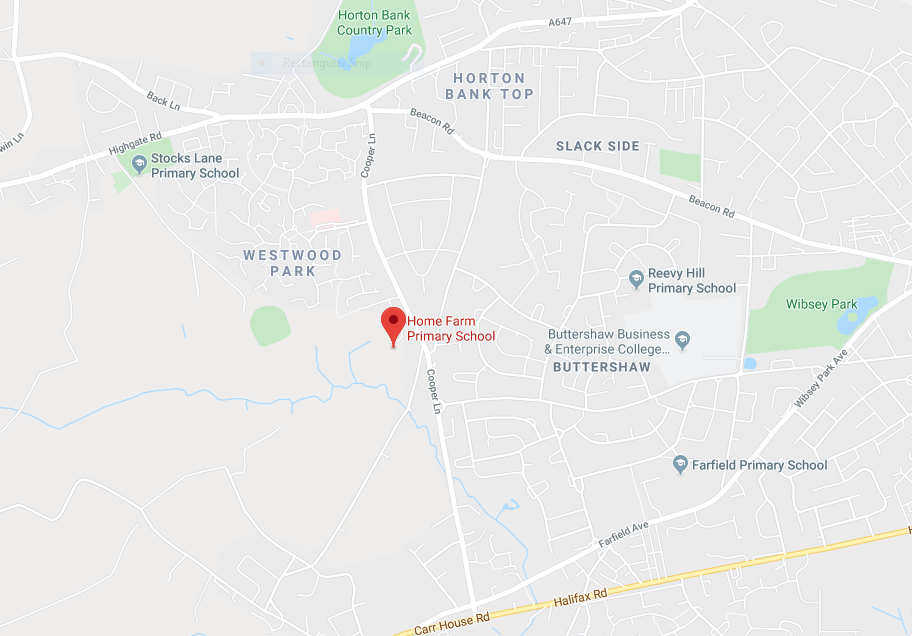 Horton Bank
Country Park
A647
Rectangular Snip
HORTON
BANK TOP
Back Ln
Beacon Rd
Highgate Rd
Cooper Ln
SLACK SIDE
Stocks Lane
Primary School
Beacon Rd
WESTWOOD
PARK
Reevy Hill
Primary School
Wibsey Park
Home Farm
Primary School
Buttershaw Business
& Enterprise College...
BUTTERSHAW
Cooper Ln
Wibsey Park Ave
Farfield Primary School
Farfield Ave
Halifax Rd
Carr House Rd